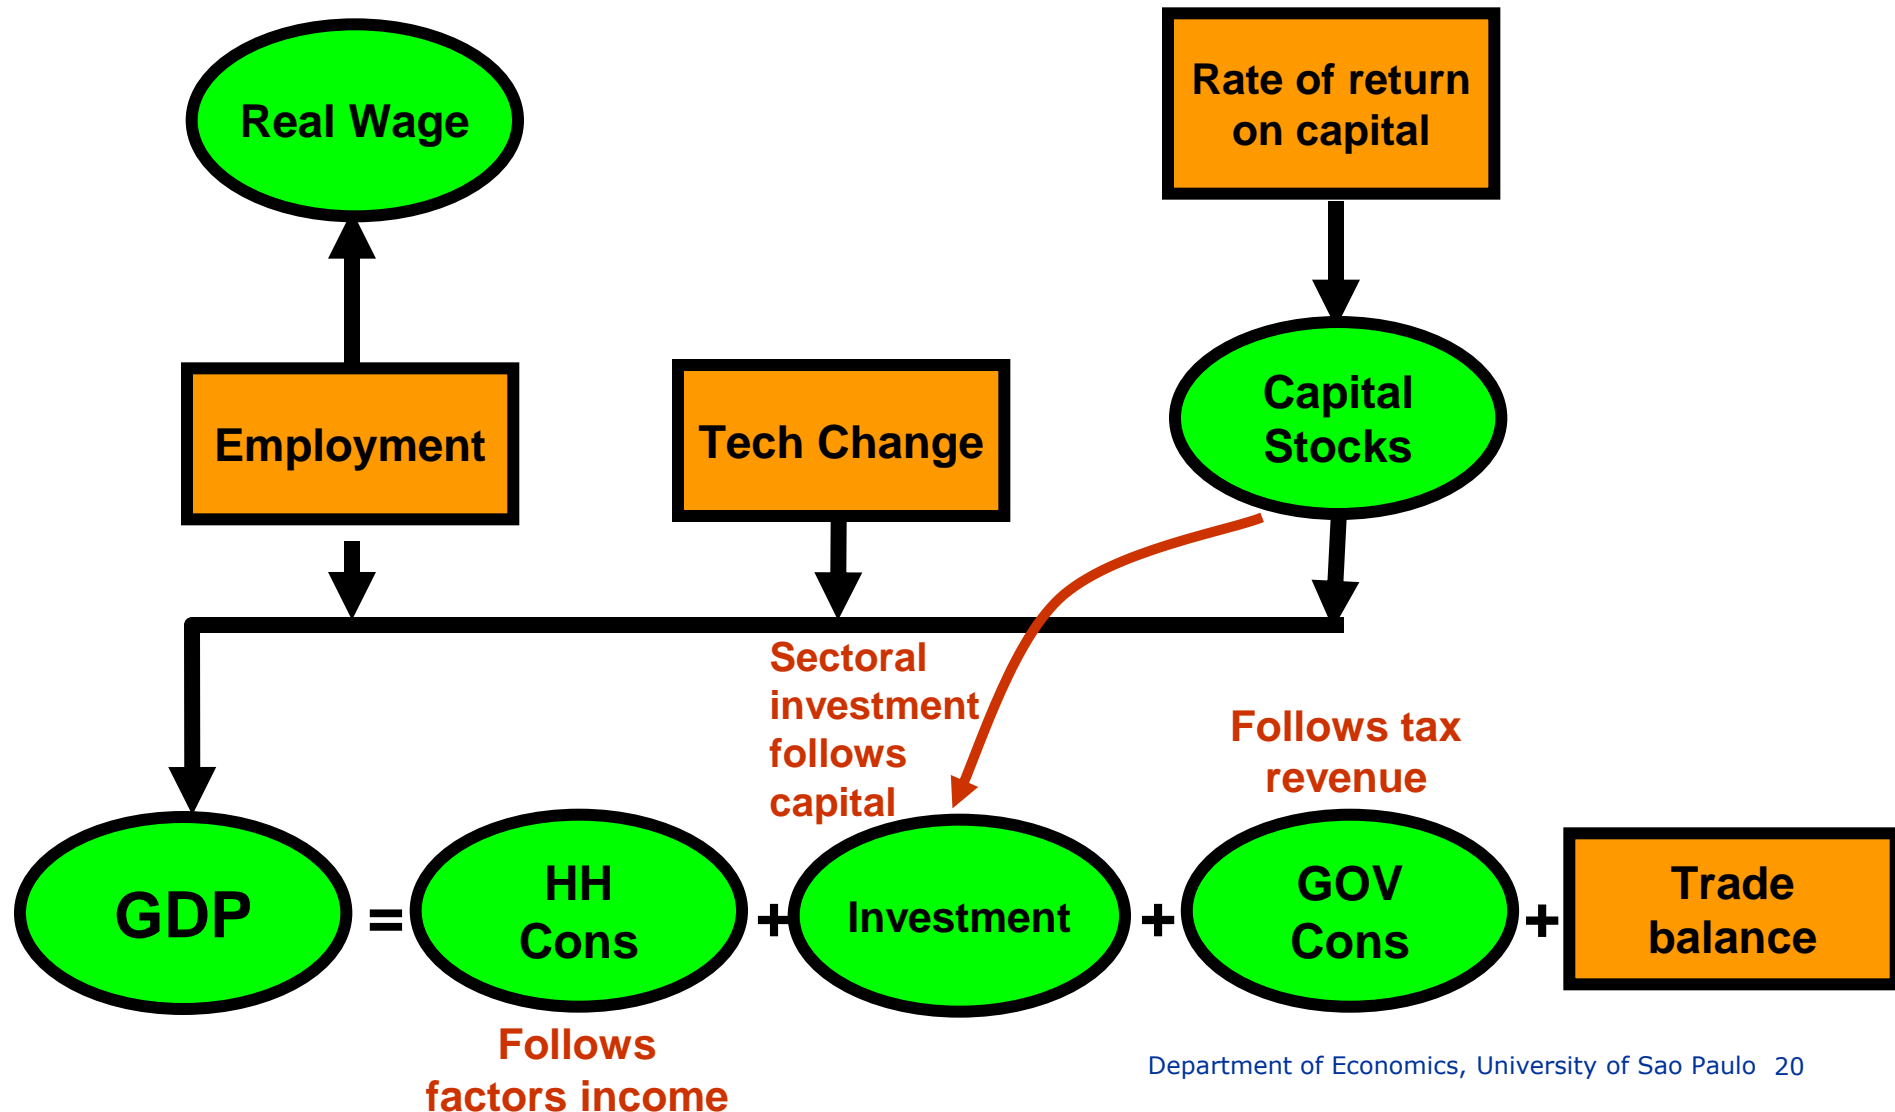 Real Wage
Rate of return
on capital
Employment
Tech Change
Capital
Stocks
Sectoral
investment
follows
capital
Follows tax
revenue
GDP
=
HH
Cons
+
Investment
+
GOV
Cons
+
Trade
balance
Follows
factors income
Department of Economics, University of Sao Paulo 20